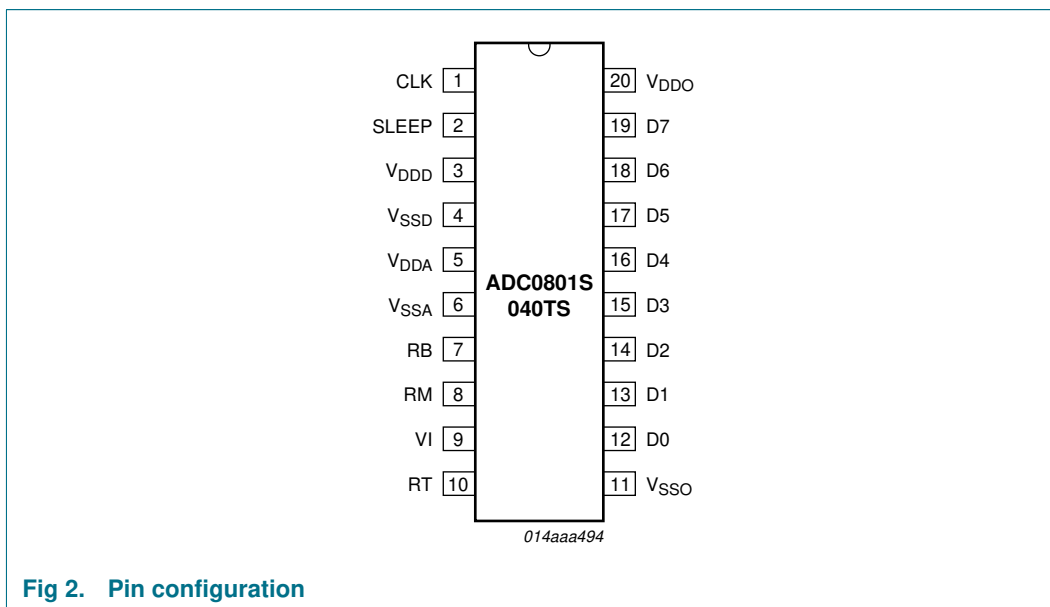 CLK 1 20 VDDO
SLEEP 2 19 D7
VDDD 3 18 D6
VSSD 4 17 D5
VDDA 5 16 D4
ADC0801S
040TS
VSSA 6 15 D3
RB 7 14 D2
RM 8 13 D1
VI 9 12 D0
RT 10 11 VSSO
014aaa494
Fig 2. Pin configuration